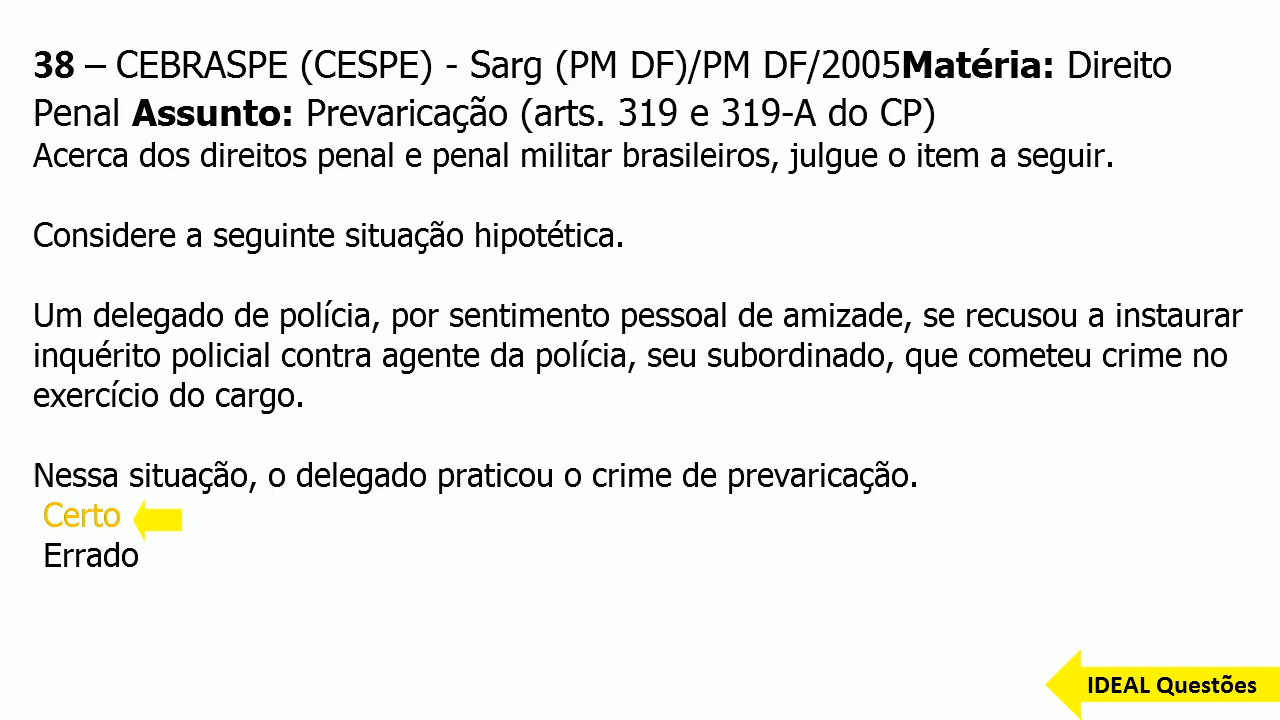 38 – CEBRASPE (CESPE) - Sarg (PM DF)/PM DF/2005Matéria: Direito
Penal Assunto: Prevaricação (arts. 319 e 319-A do CP)
Acerca dos direitos penal e penal militar brasileiros, julgue o item a seguir.
Considere a seguinte situação hipotética.
Um delegado de polícia, por sentimento pessoal de amizade, se recusou a instaurar
inquérito policial contra agente da polícia, seu subordinado, que cometeu crime no
exercício do cargo.
Nessa situação, o delegado praticou o crime de prevaricação.
Certo
Errado
IDEAL Questões